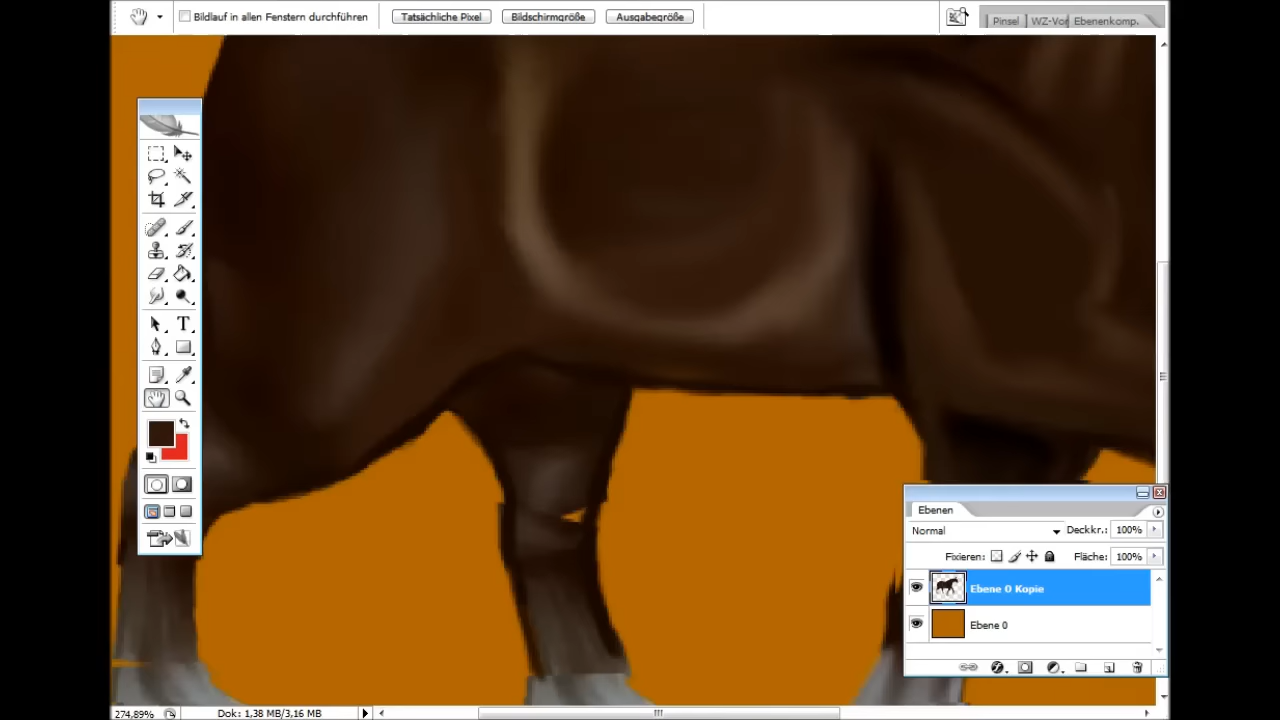 Bildlauf in allen Fenstern durchführen
Tatsächliche Pixel
Bildschirmgröße
Ausgabegröße
Pinsel
WZ-Vor
Ebenenkomp.
Ebenen
Normal
Deckkr.: 100%
Fixieren:
Fläche: 100%
Ebene 0 Kopie
Ebene 0
274,89%
Dok: 1,38 MB/3,16 MB